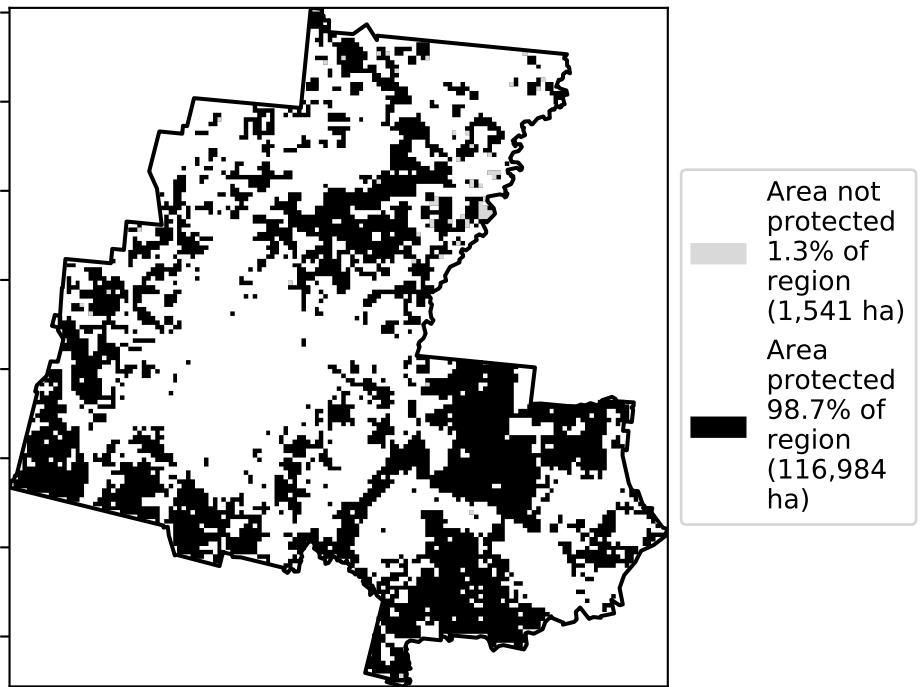 Area not
protected
1.3% of
region
(1,541 ha)
Area
protected
98.7% of
region
(116,984
ha)